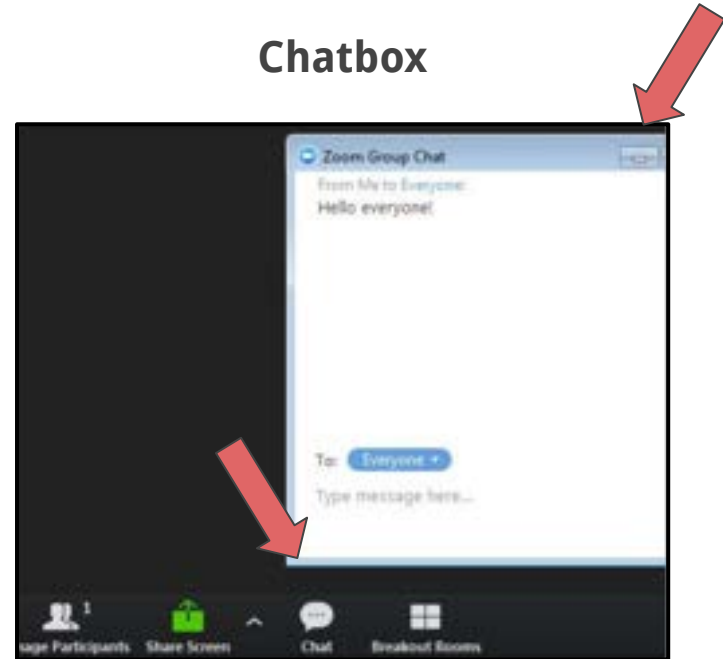 Chatbox
Zoom Group Chat
From Me to Everyone:
Hello everyone!
To: Everyone
Type message here...
1
age Participants Share Screen Chat Breakout Rooms